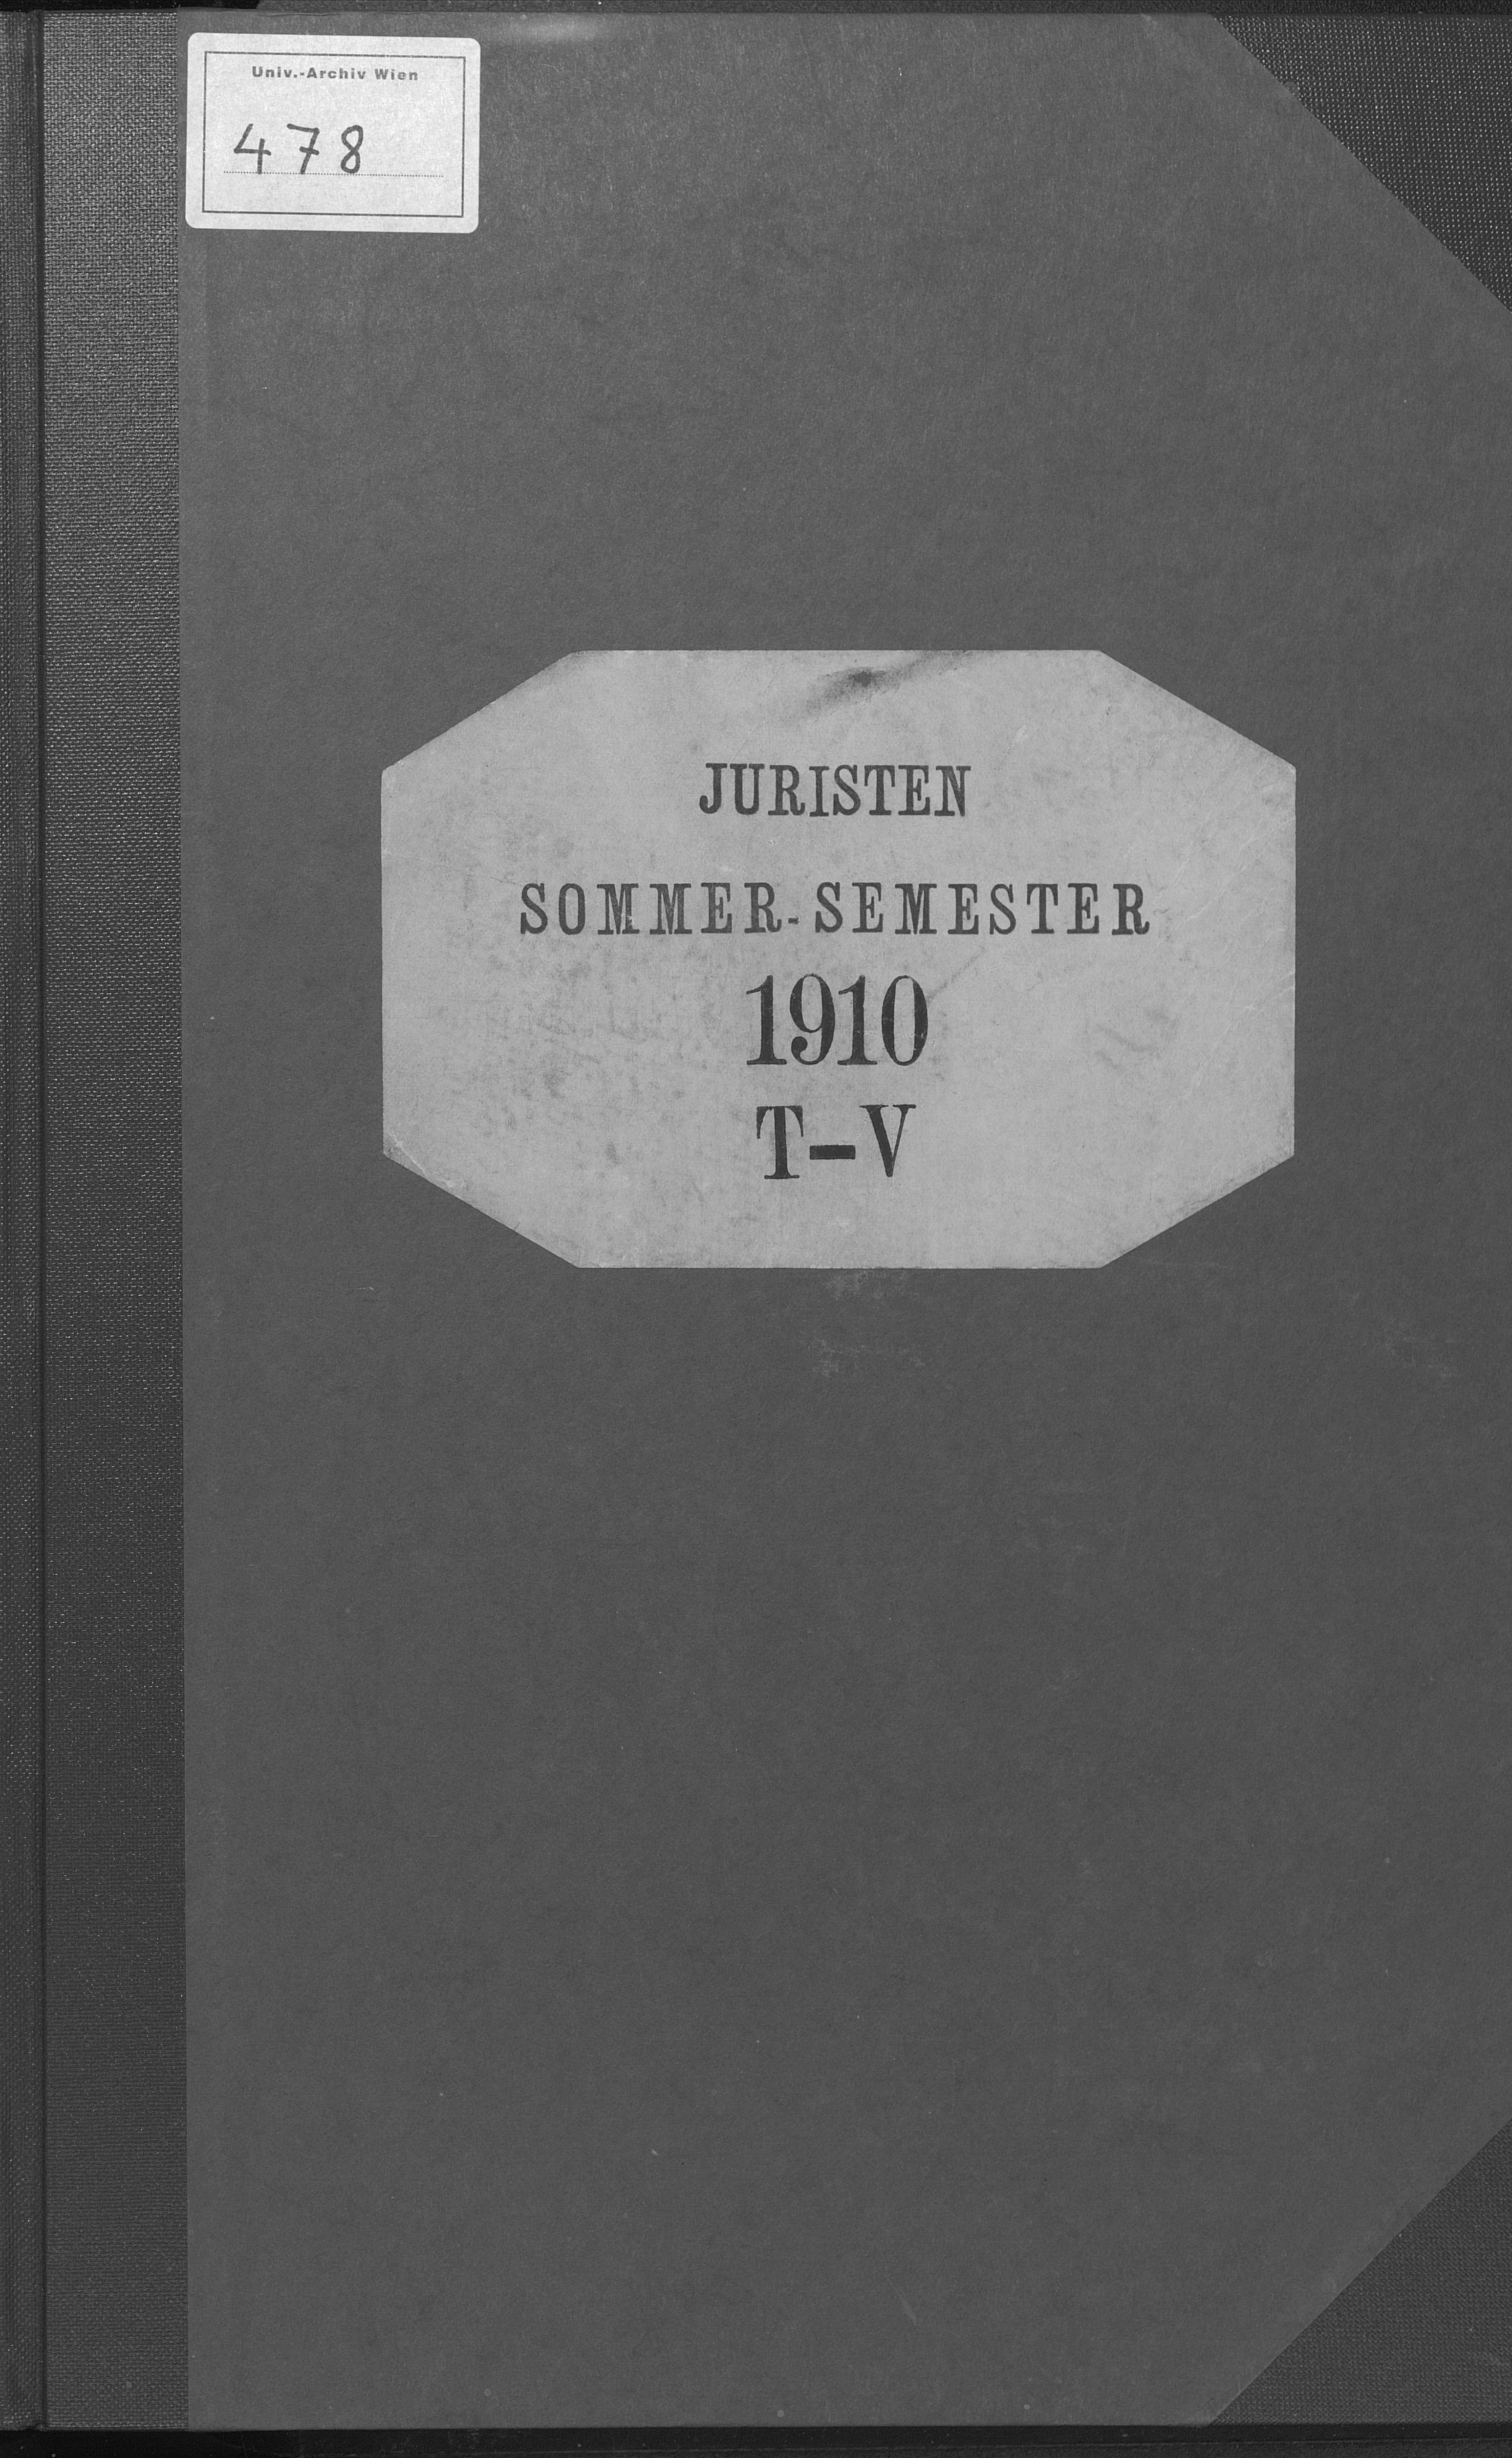 Univ.-Archiv Wien
478
JURISTEN
SOMMER-SEMESTER
1910
T-V